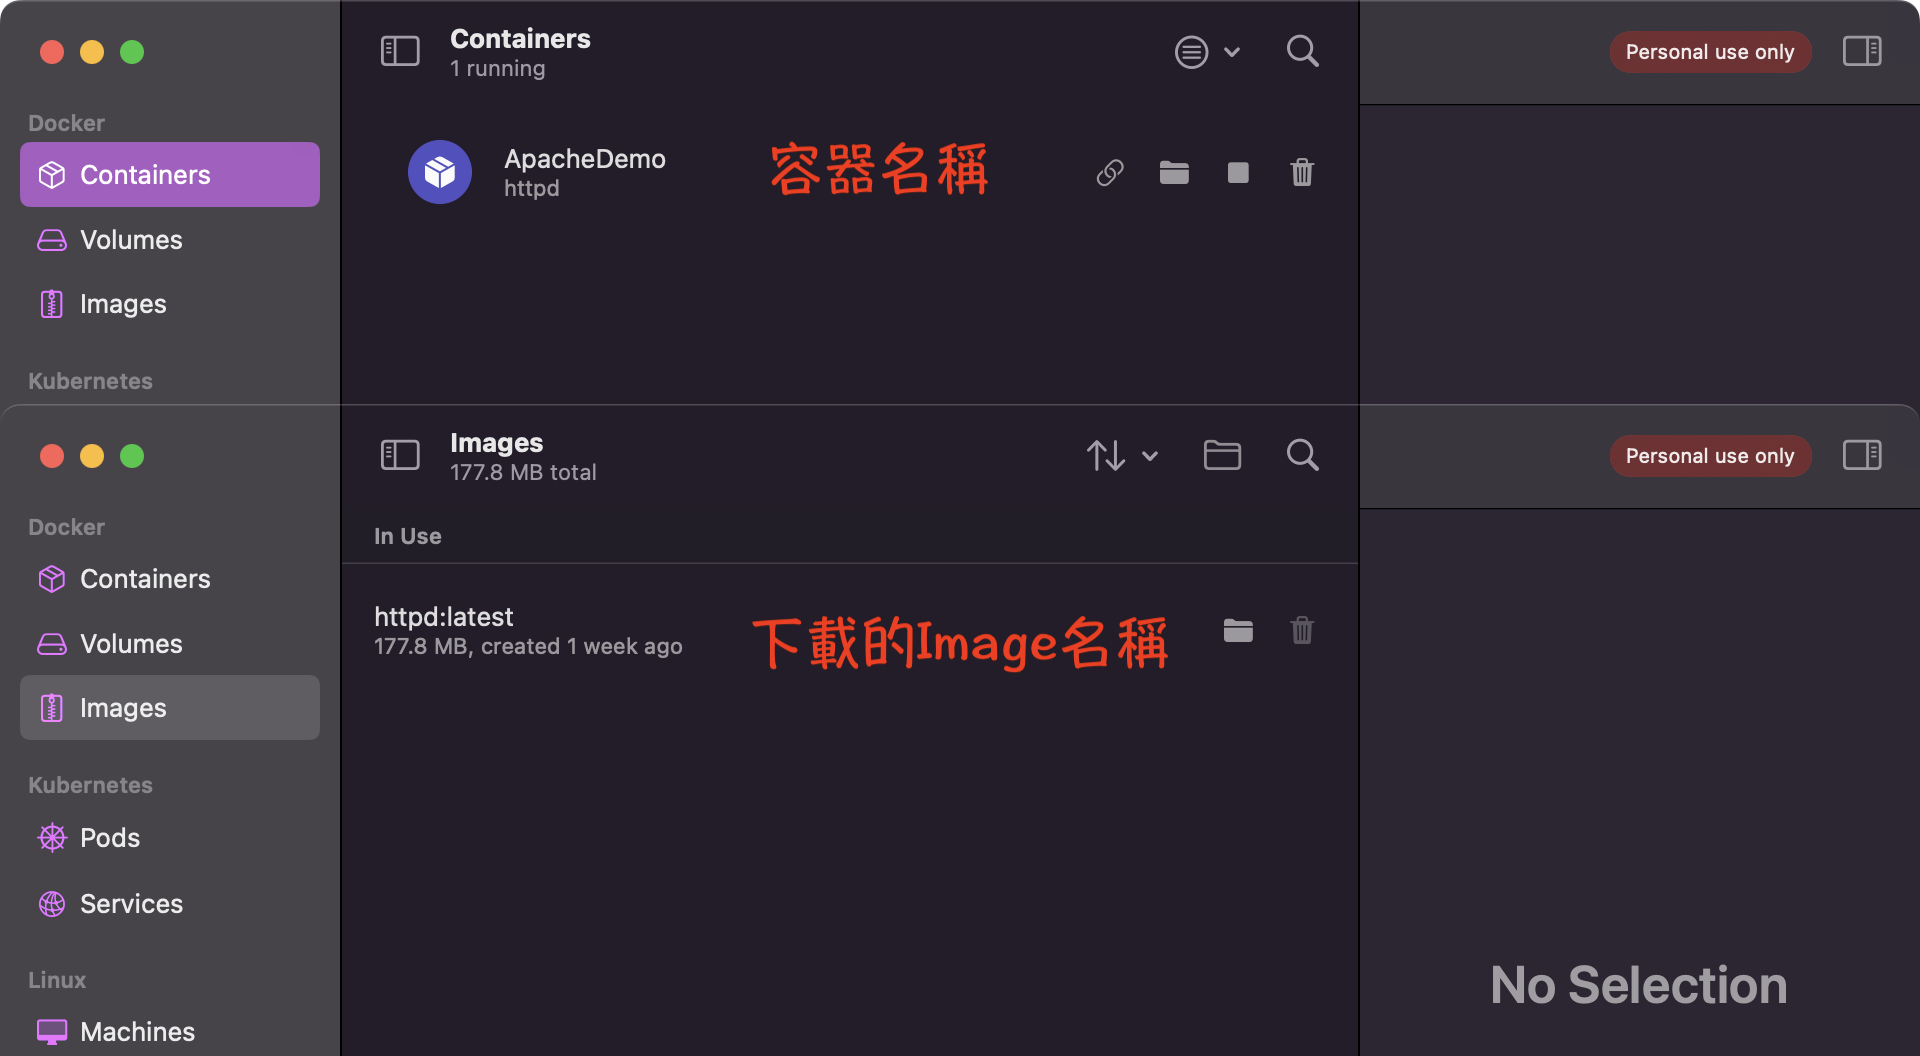 Containers
1 running
Personal use only
Docker
Containers
Volumes
Images
Kubernetes
ApacheDemo
httpd
容器名稱
Images
177.8 MB total
Personal use only
Docker
Containers
Volumes
Images
Kubernetes
Pods
Services
Linux
Machines
In Use
httpd:latest
177.8 MB, created 1 week ago
下載的Image名稱
No Selection